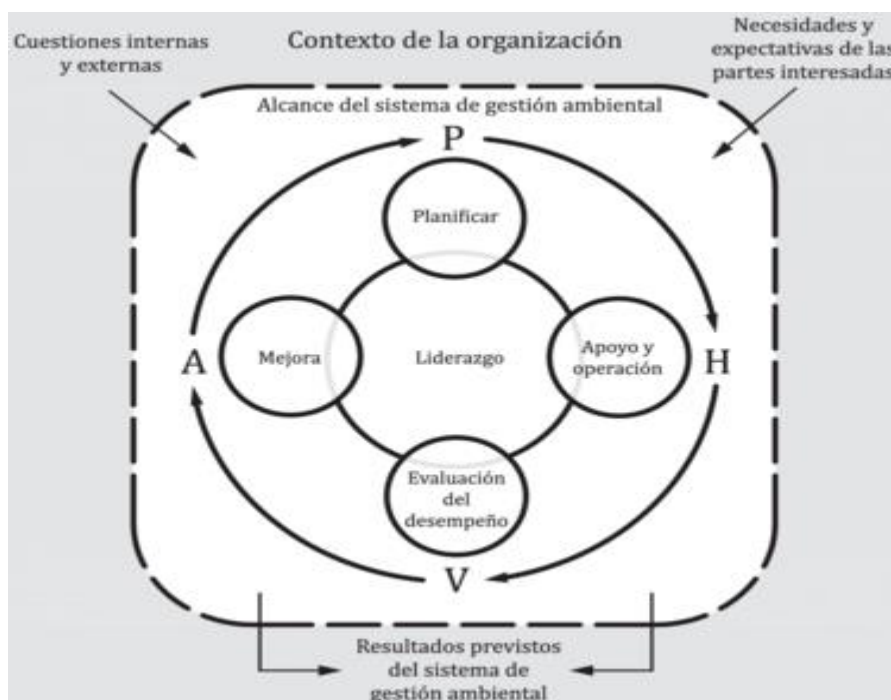 Cuestiones internas
y externas
Contexto de la organización
Necesidades y
expectativas de las
partes interesadas
Alcance del sistema de gestión ambiental
P
Planificar
A
Mejora
Liderazgo
Apoyo y
operación
H
Evaluación
del
desempeño
V
Resultados previstos
del sistema de
gestión ambiental